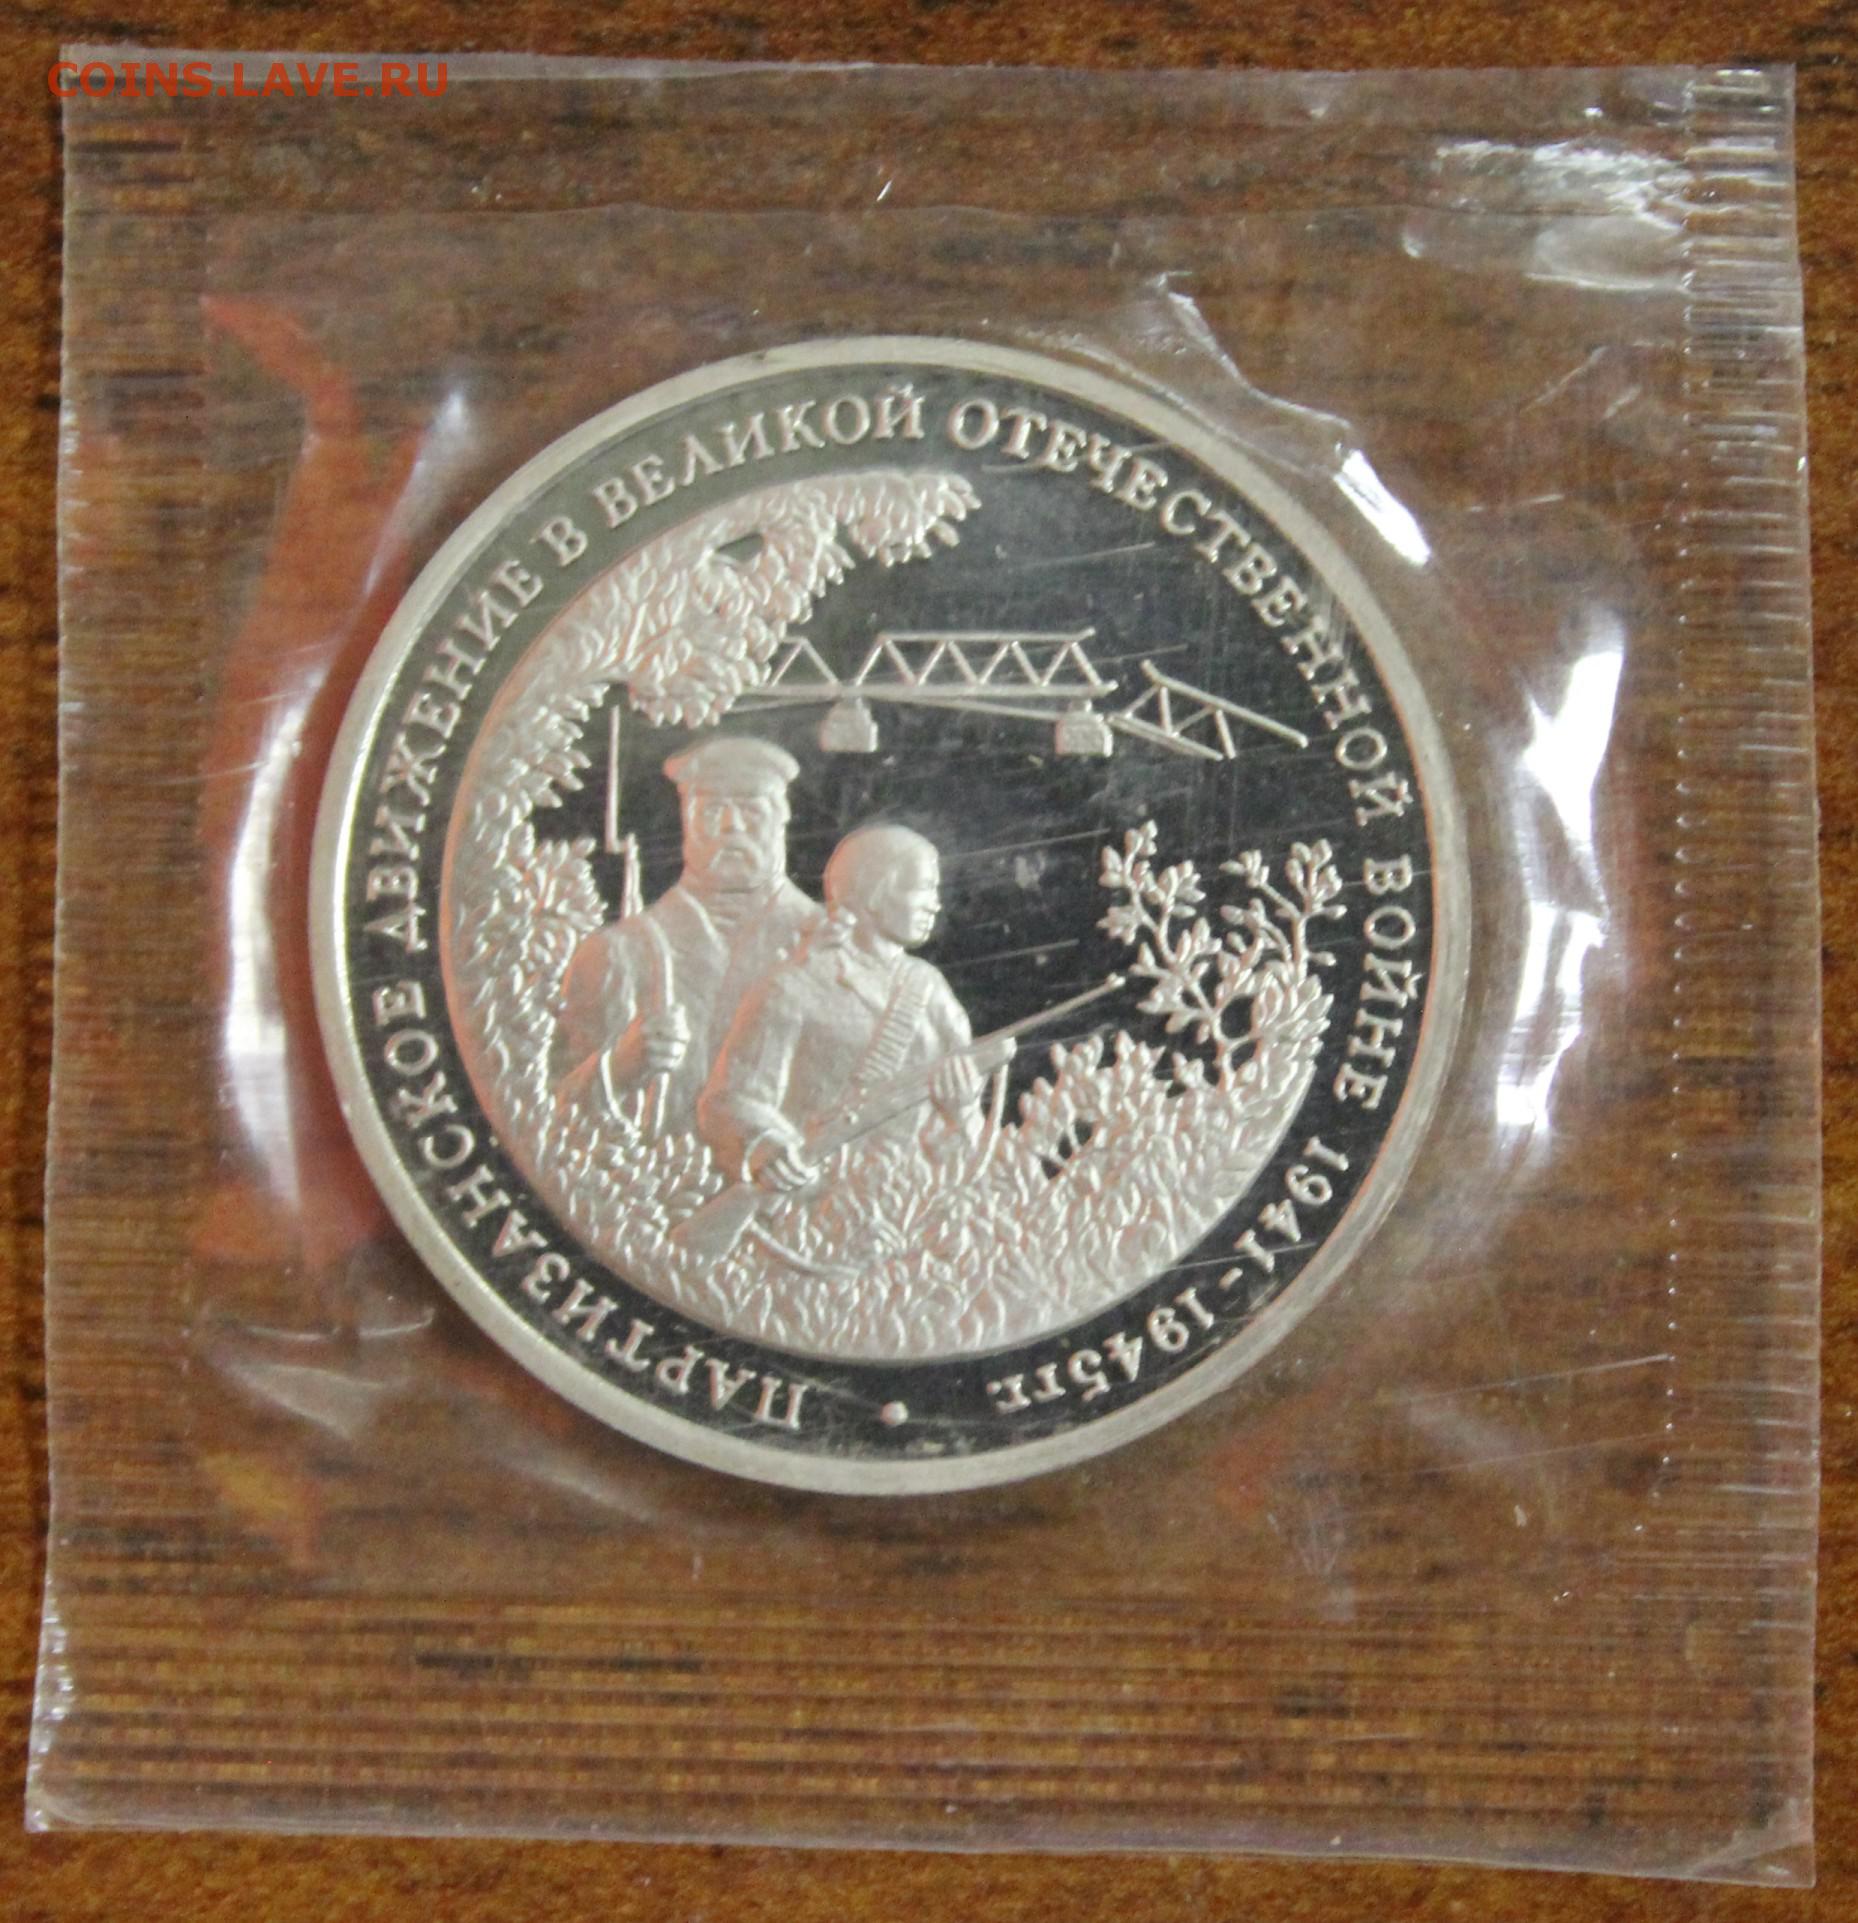 COINS.LAVE.RU
ПАРТИЗАНСКОЕ ДВИЖЕНИЕ В ВЕЛИКОЙ ОТЕЧЕСТВЕННОЙ ВОЙНЕ 1941-1945гг. •